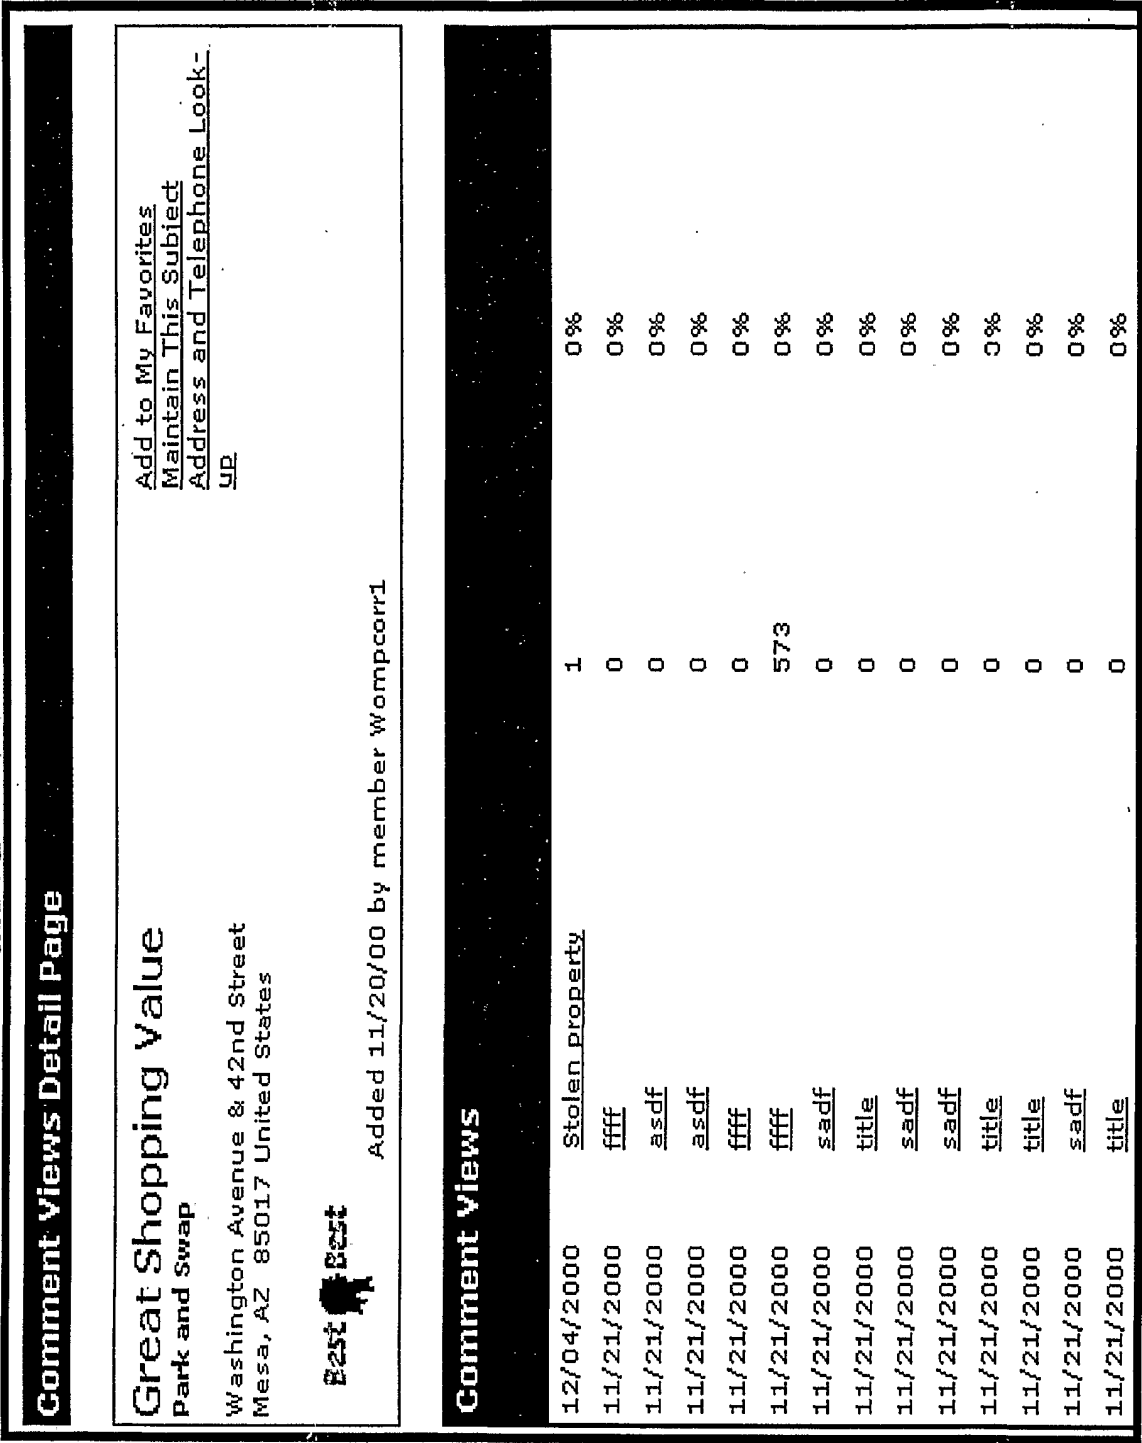 Comment Views Detail Page
Great Shopping Value
Park and Swap
Washington Avenue & 42nd Street
Mesa, AZ 85017 United States
Best Best
Added 11/20/00 by member Wompcorr1
Add to My Favorites
Maintain This Subject
Address and Telephone Look-
up
Comment Views
12/04/2000 Stolen property 1 0%
11/21/2000 ffff 0 0%
11/21/2000 asdf 0 0%
11/21/2000 asdf 0 0%
11/21/2000 ffff 0 0%
11/21/2000 ffff 573 0%
11/21/2000 sadf 0 0%
11/21/2000 title 0 0%
11/21/2000 sadf 0 0%
11/21/2000 sadf 0 0%
11/21/2000 title 0 0%
11/21/2000 title 0 0%
11/21/2000 sadf 0 0%
11/21/2000 title 0 0%